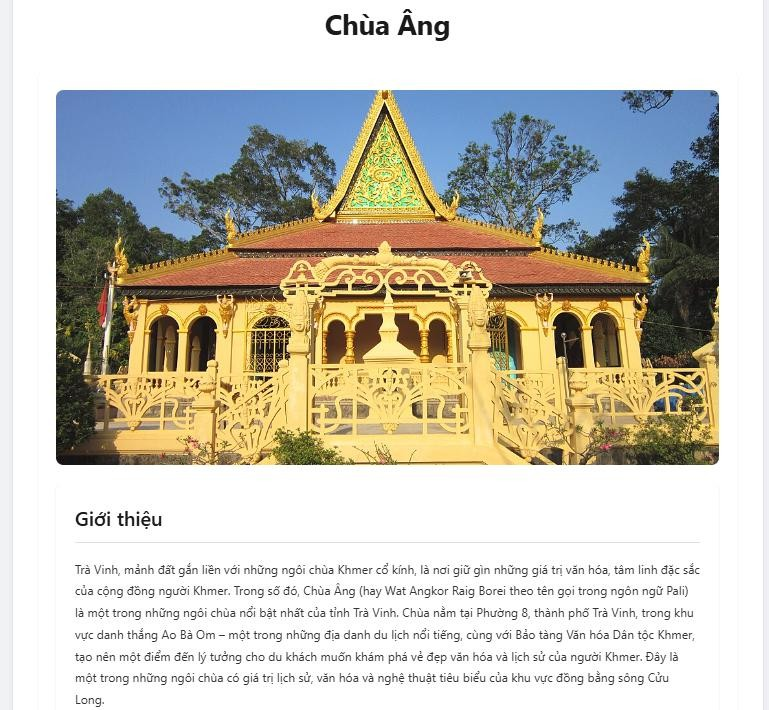 Chùa Âng
Giới thiệu
Trà Vinh, mảnh đất gắn liền với những ngôi chùa Khmer cổ kính, là nơi giữ gìn những giá trị văn hóa, tâm linh đặc sắc
của cộng đồng người Khmer. Trong số đó, Chùa Âng (hay Wat Angkor Raig Borei theo tên gọi trong ngôn ngữ Pali)
là một trong những ngôi chùa nổi bật nhất của tỉnh Trà Vinh. Chùa nằm tại Phường 8, thành phố Trà Vinh, trong khu
vực danh thắng Ao Bà Om – một trong những địa danh du lịch nổi tiếng, cùng với Bảo tàng Văn hóa Dân tộc Khmer,
tạo nên một điểm đến lý tưởng cho du khách muốn khám phá vẻ đẹp văn hóa và lịch sử của người Khmer. Đây là
một trong những ngôi chùa có giá trị lịch sử, văn hóa và nghệ thuật tiêu biểu của khu vực đồng bằng sông Cửu
Long.